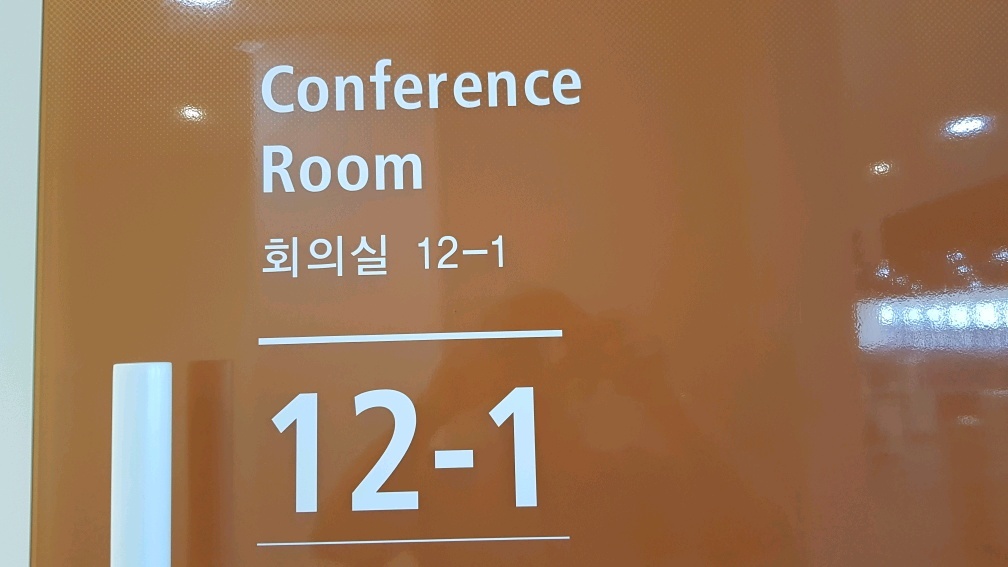 Conference
Room
회의실 12-1
12-1